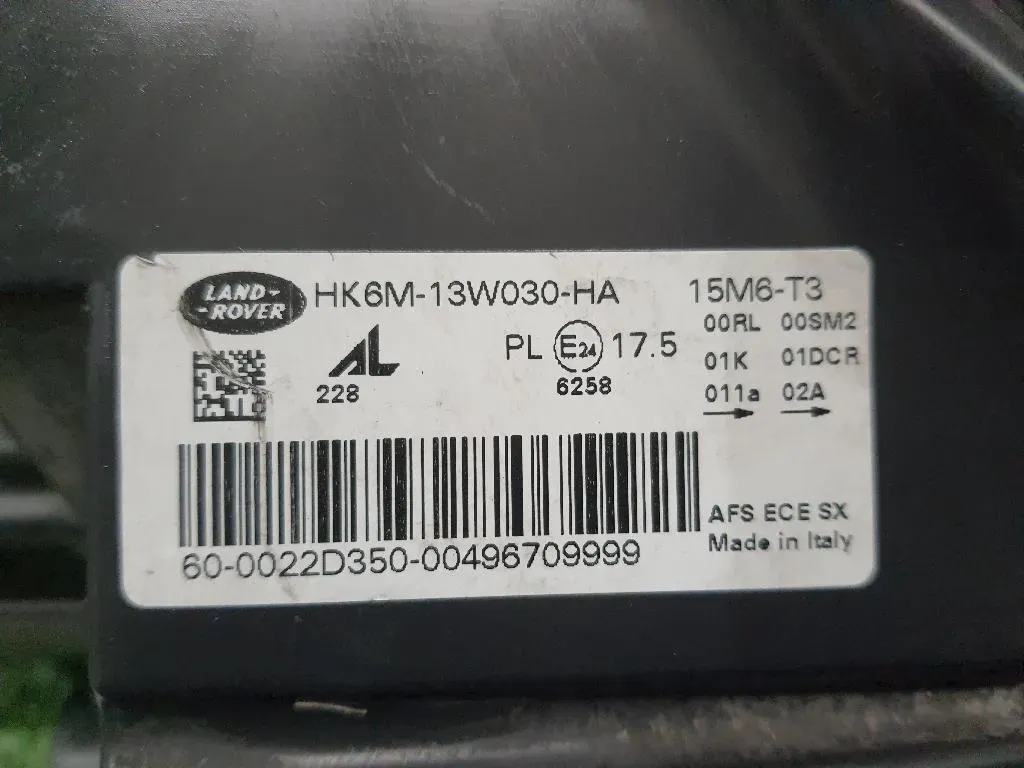 LAND-
-ROVER
HK6M-13W030-HA
15M6-T3
00RL 00SM2
AL
228
PL E24 17.5
6258
01K 01DCR
011a 02A
AFS ECE SX
Made in Italy
60-0022D350-00496709999